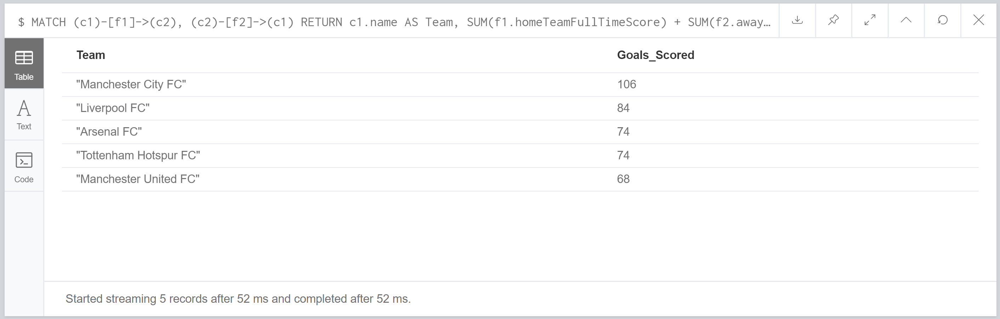 $ MATCH (c1)-[f1]->(c2), (c2)-[f2]->(c1) RETURN c1.name AS Team, SUM(f1.homeTeamFullTimeScore) + SUM(f2.away…
Table
Text
Code
Team Goals_Scored
"Manchester City FC" 106
"Liverpool FC" 84
"Arsenal FC" 74
"Tottenham Hotspur FC" 74
"Manchester United FC" 68
Started streaming 5 records after 52 ms and completed after 52 ms.